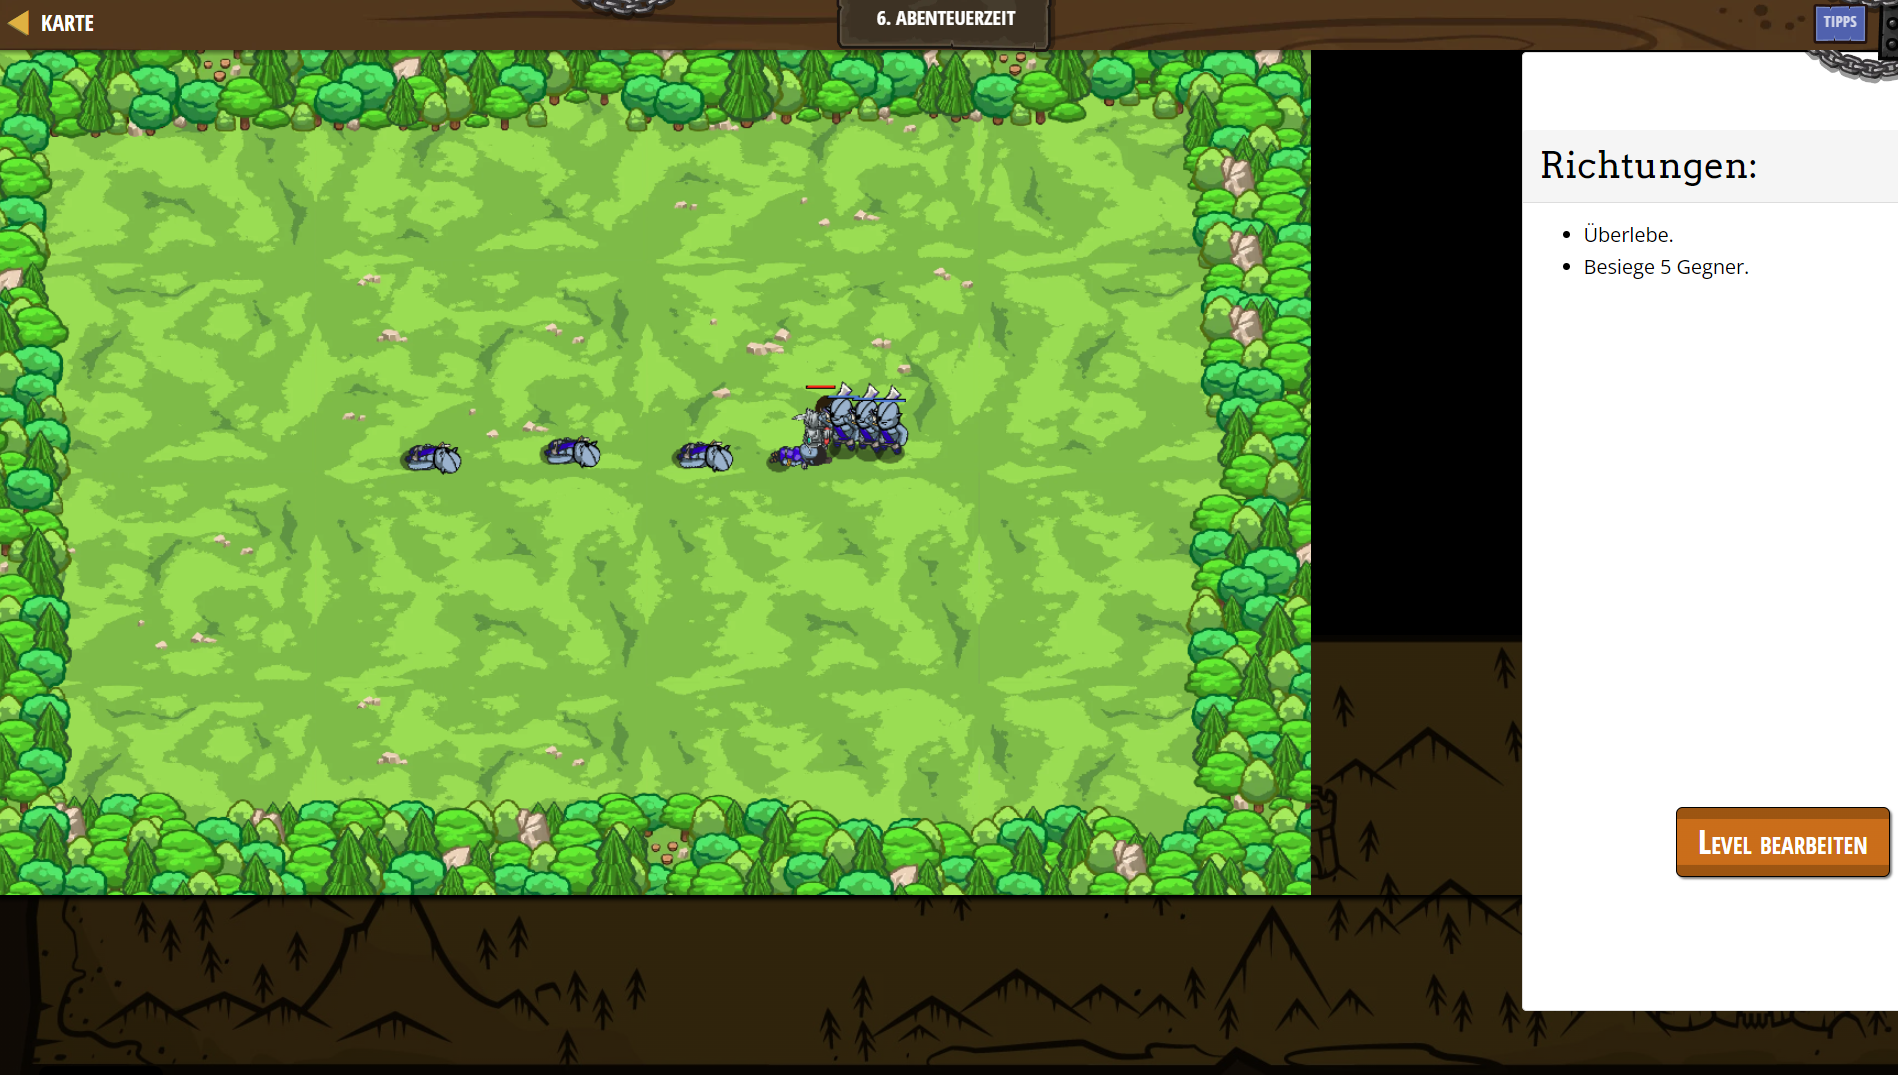 KARTE
6. ABENTEUERZEIT
TIPPS
Richtungen:
Überlebe.
Besiege 5 Gegner.
LEVEL BEARBEITEN